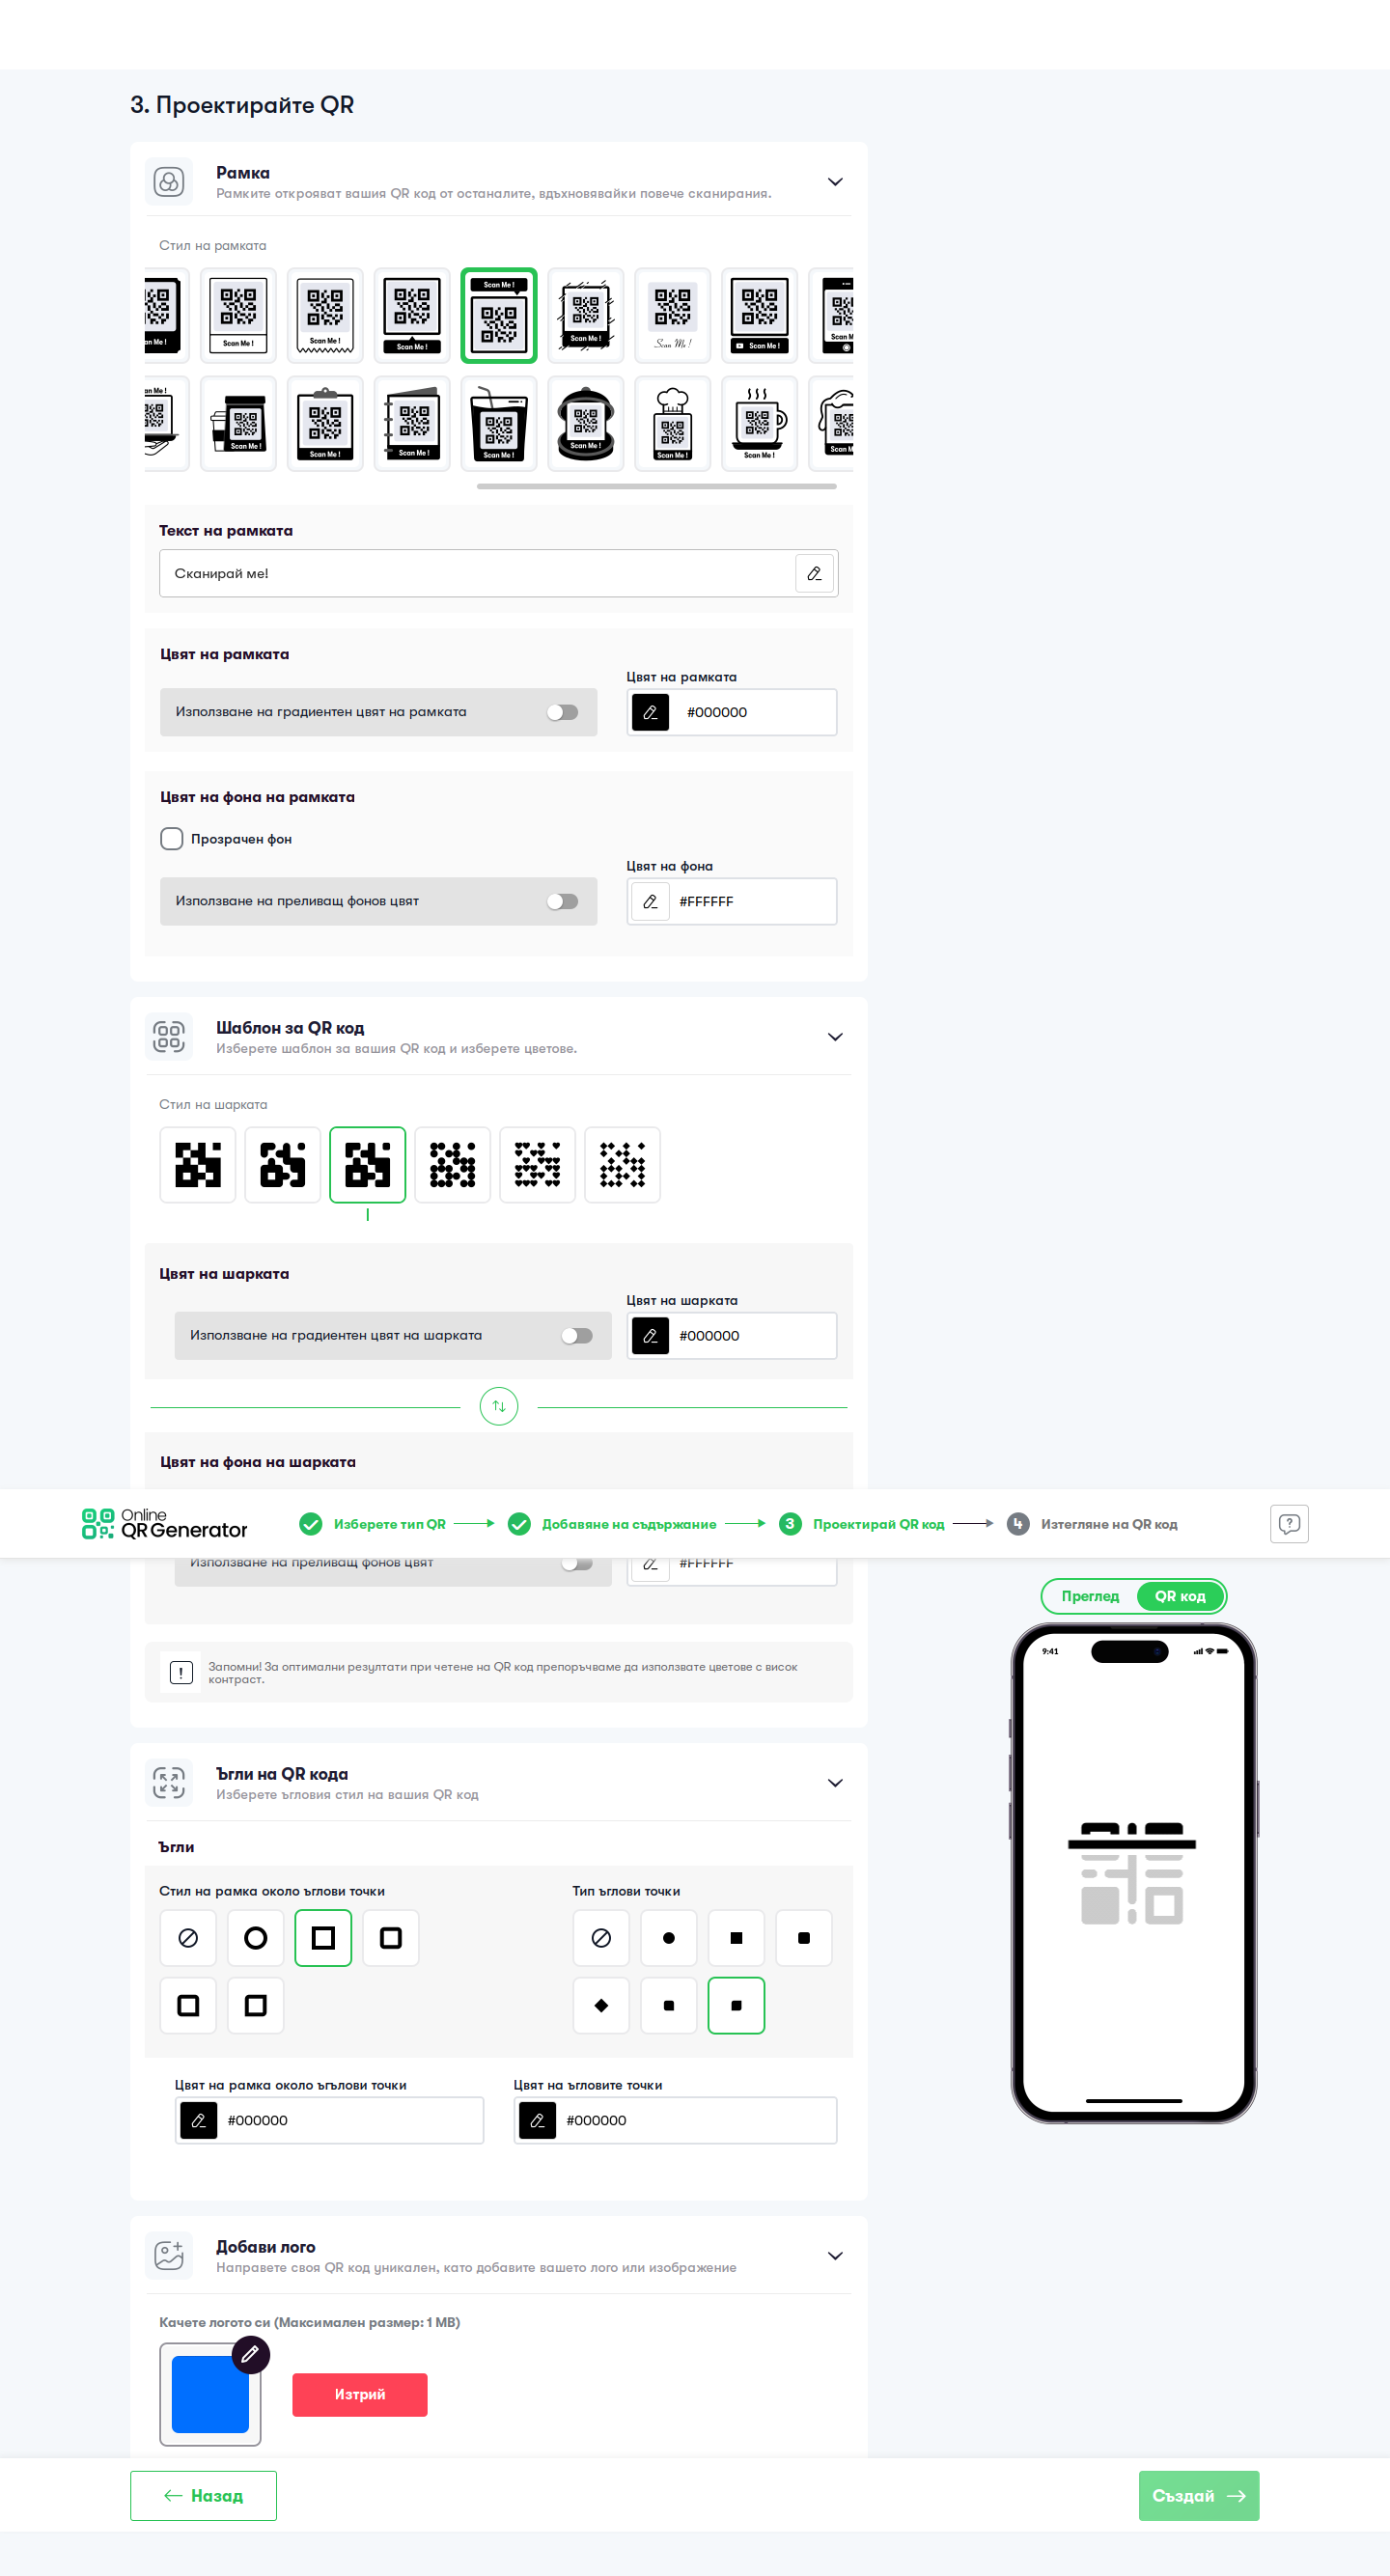 3. Проектирайте QR
Рамка
Рамките открояват вашия QR код от останалите, вдъхновявайки повече сканирания.
Стил на рамката
an Me !
Scan Me !
Scan Me !
Scan Me !
Scan Me !
Scan Me !
Scan Me !
Scan Me !
Scan M
an Me !
Scan Me !
Scan Me !
Scan Me !
Scan Me !
Scan Me !
Scan Me !
Scan Me !
Scan M
Текст на рамката
Сканирай ме!
Цвят на рамката
Цвят на рамката
Използване на градиентен цвят на рамката
#000000
Цвят на фона на рамката
Прозрачен фон
Цвят на фона
Използване на преливащ фонов цвят
#FFFFFF
Шаблон за QR код
Изберете шаблон за вашия QR код и изберете цветове.
Стил на шарката
Цвят на шарката
Цвят на шарката
Използване на градиентен цвят на шарката
#000000
Цвят на фона на шарката
Online
QR Generator
Изберете тип QR
Добавяне на съдържание
3 Проектирай QR код
4 Изтегляне на QR код
Използване на преливащ фонов цвят
#FFFFFF
Преглед
QR код
9:41
Запомни! За оптимални резултати при четене на QR код препоръчваме да използвате цветове с висок
контраст.
Ъгли на QR кода
Изберете ъгловия стил на вашия QR код
Ъгли
Стил на рамка около ъглови точки
Тип ъглови точки
Цвят на рамка около ъгълови точки
Цвят на ъгловите точки
#000000
#000000
Добави лого
Направете своя QR код уникален, като добавите вашето лого или изображение
Качете логото си (Максимален размер: 1 MB)
Изтрий
Назад
Създай